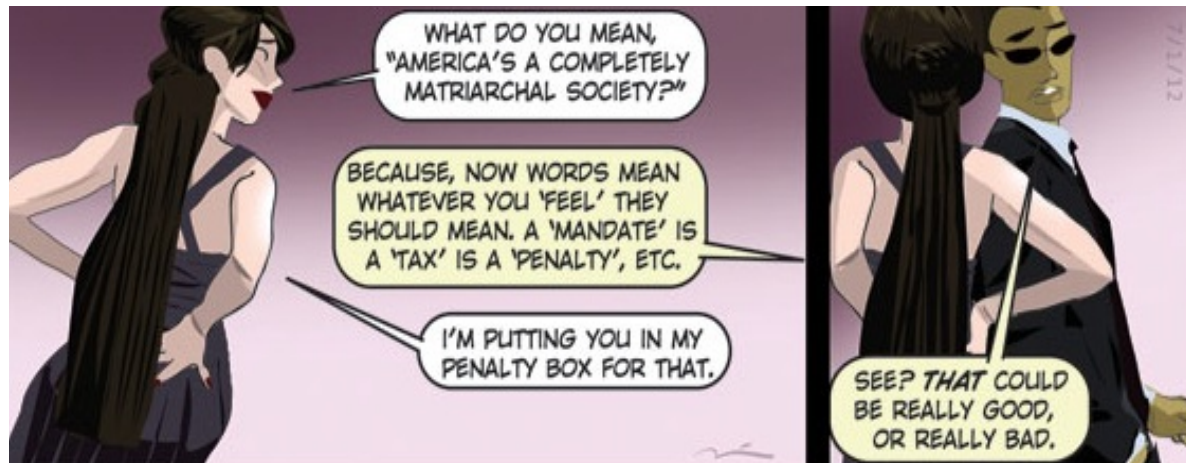 WHAT DO YOU MEAN,
"AMERICA'S A COMPLETELY
MATRIARCHAL SOCIETY?"
BECAUSE, NOW WORDS MEAN
WHATEVER YOU 'FEEL' THEY
SHOULD MEAN. A 'MANDATE' IS
A 'TAX' IS A 'PENALTY', ETC.
I'M PUTTING YOU IN MY
PENALTY BOX FOR THAT.
7/1/12
SEE? THAT COULD
BE REALLY GOOD,
OR REALLY BAD.